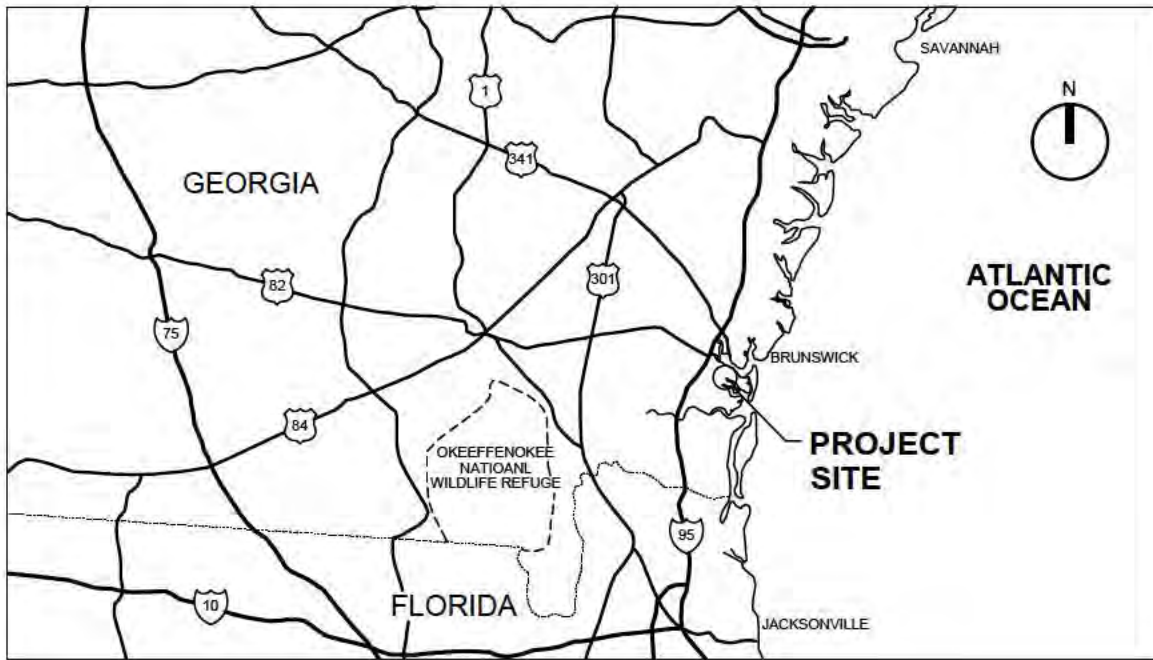 SAVANNAH
N
1
341
GEORGIA
ATLANTIC
OCEAN
82
301
75
BRUNSWICK
84
PROJECT
SITE
OKEEFFENOKEE
NATIOANL
WILDLIFE REFUGE
95
10
FLORIDA
JACKSONVILLE